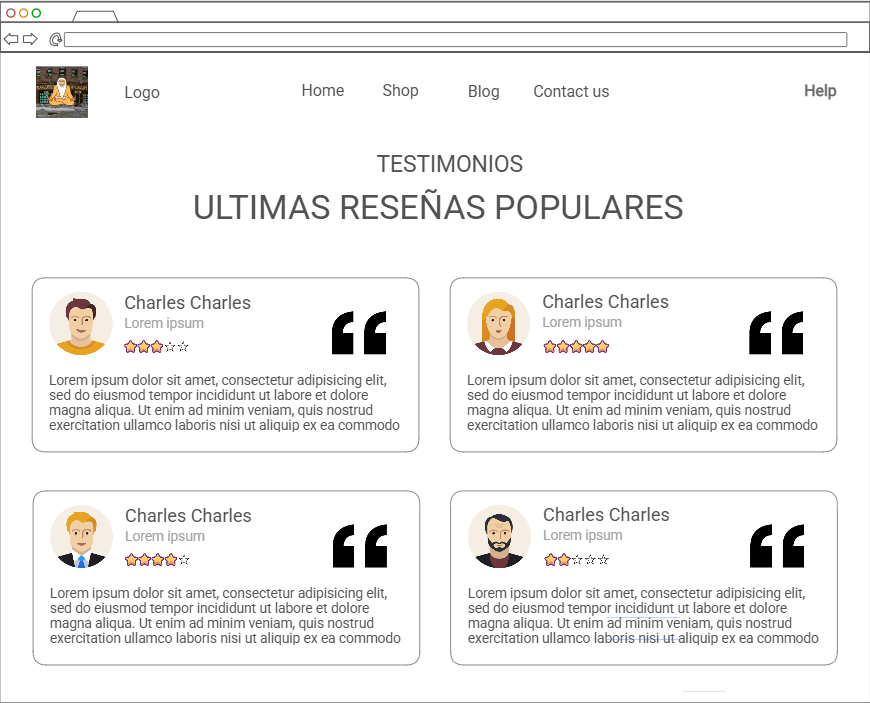 Logo Home Shop Blog Contact us Help
TESTIMONIOS
ULTIMAS RESEÑAS POPULARES
Charles Charles
Lorem ipsum
Lorem ipsum dolor sit amet, consectetur adipisicing elit,
sed do eiusmod tempor incididunt ut labore et dolore
magna aliqua. Ut enim ad minim veniam, quis nostrud
exercitation ullamco laboris nisi ut aliquip ex ea commodo
Charles Charles
Lorem ipsum
Lorem ipsum dolor sit amet, consectetur adipisicing elit,
sed do eiusmod tempor incididunt ut labore et dolore
magna aliqua. Ut enim ad minim veniam, quis nostrud
exercitation ullamco laboris nisi ut aliquip ex ea commodo
Charles Charles
Lorem ipsum
Lorem ipsum dolor sit amet, consectetur adipisicing elit,
sed do eiusmod tempor incididunt ut labore et dolore
magna aliqua. Ut enim ad minim veniam, quis nostrud
exercitation ullamco laboris nisi ut aliquip ex ea commodo
Charles Charles
Lorem ipsum
Lorem ipsum dolor sit amet, consectetur adipisicing elit,
sed do eiusmod tempor incididunt ut labore et dolore
magna aliqua. Ut enim ad minim veniam, quis nostrud
exercitation ullamco laboris nisi ut aliquip ex ea commodo